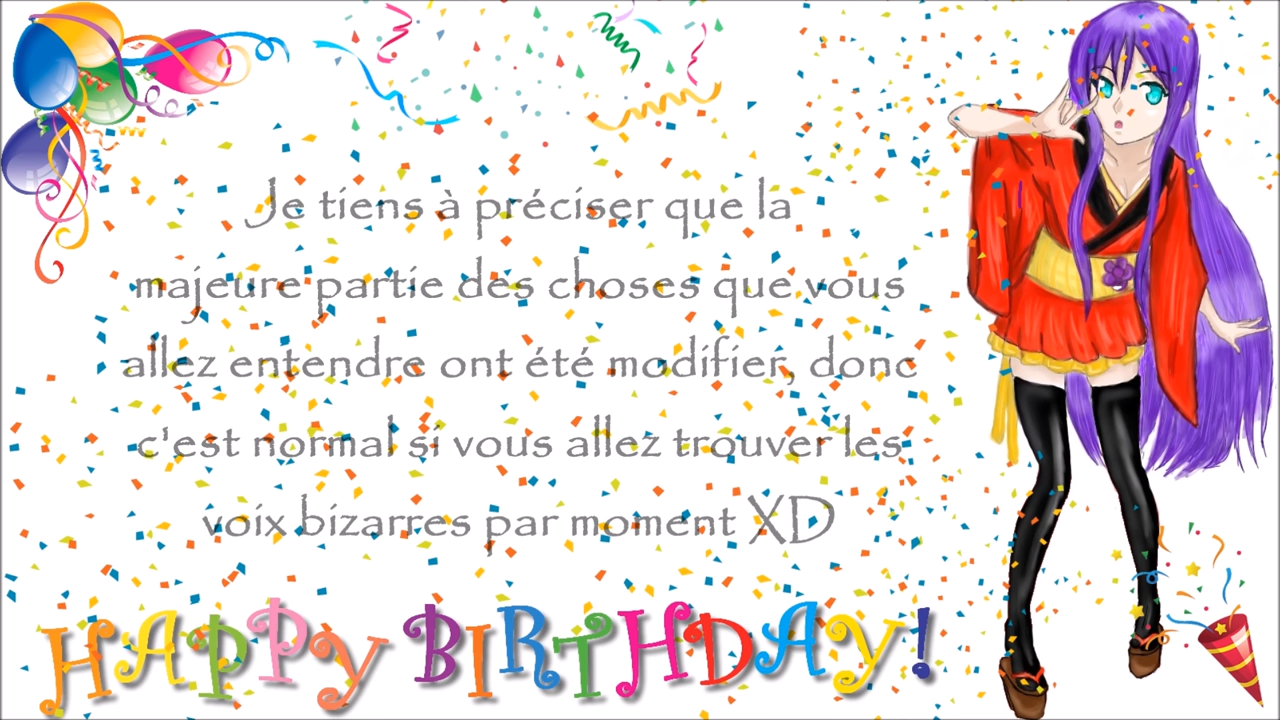 Je tiens à préciser que la
majeure partie des choses que vous
allez entendre ont été modifier, donc
c'est normal si vous allez trouver les
voix bizarres par moment XD
HAPPY BIRTHDAY!